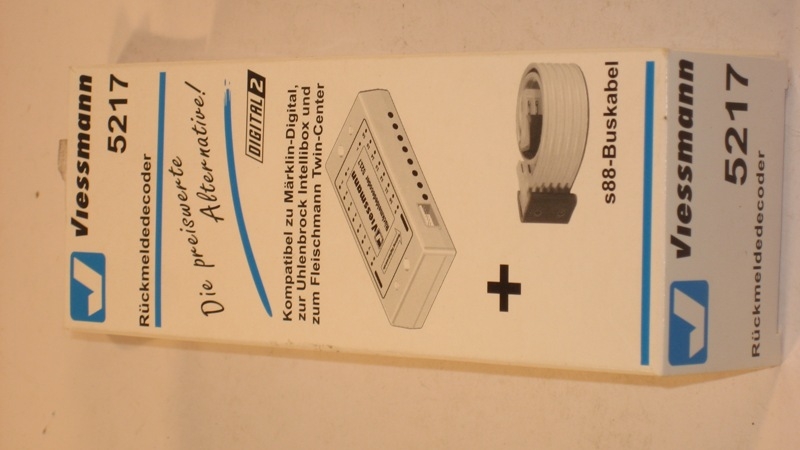 Viessmann
5217
Rückmeldedecoder
Die preiswerte
Alternative!
DIGITAL 2
Kompatibel zu Märklin-Digital,
zur Uhlenbrock Intellibox und
zum Fleischmann Twin-Center
Viessmann
+
s88-Buskabel
Viessmann
5217
Rückmeldedecoder